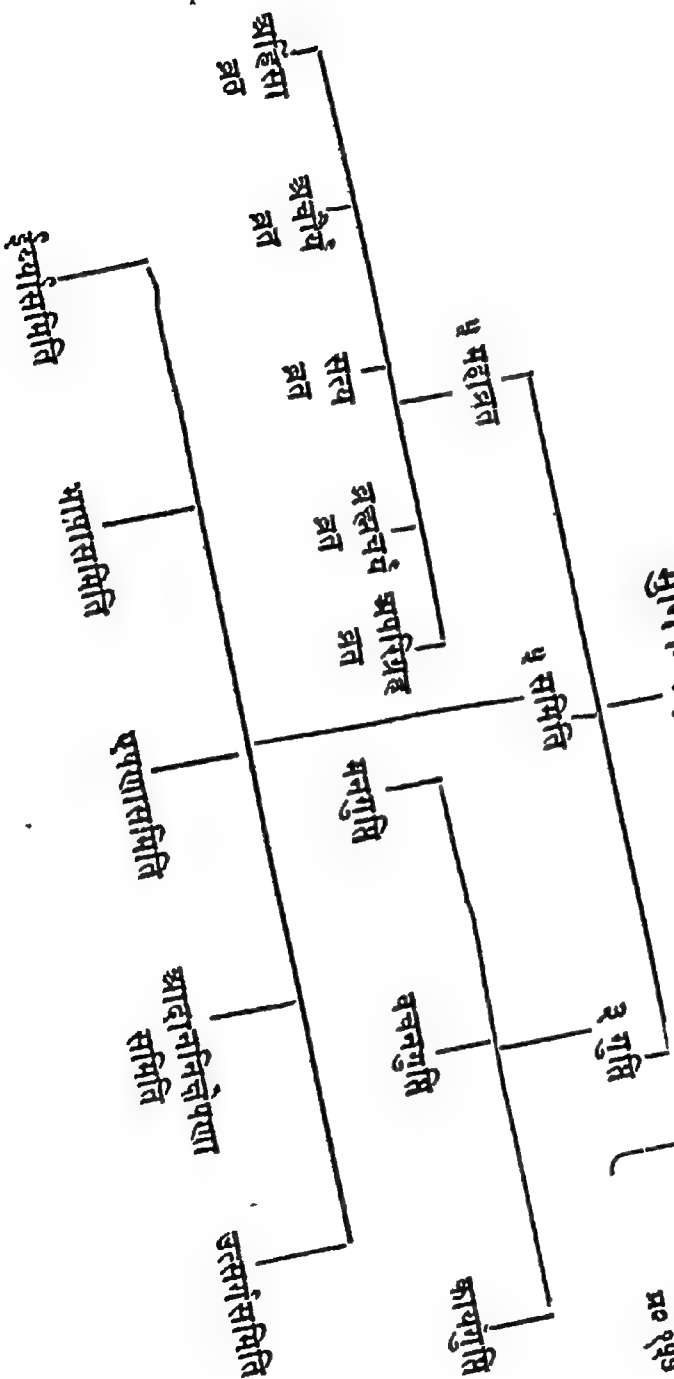 ५ महाव्रत
५ समिति
३ गुप्ति
अहिंसा
व्रत
अचौर्य
व्रत
सत्य
व्रत
ब्रह्मचर्य
व्रत
अपरिग्रह
व्रत
मनगुप्ति
वचनगुप्ति
कायगुप्ति
ईर्य्यासमिति
भाषासमिति
एषणासमिति
आदाननिक्षेपणा
समिति
उत्सर्गसमिति